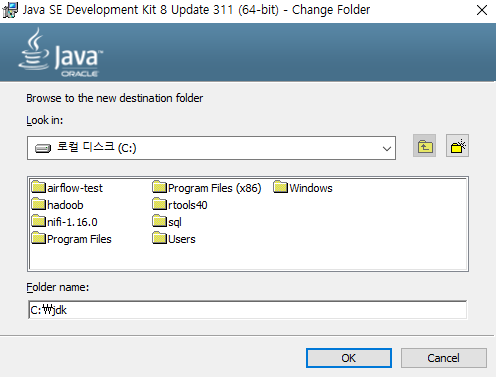 Java SE Development Kit 8 Update 311 (64-bit) - Change Folder
Java™
ORACLE
Browse to the new destination folder
Look in:
로컬 디스크 (C:)
airflow-test
hadoob
nifi-1.16.0
Program Files
Program Files (x86)
rtools40
sql
Users
Windows
Folder name:
C:₩jdk
OK
Cancel